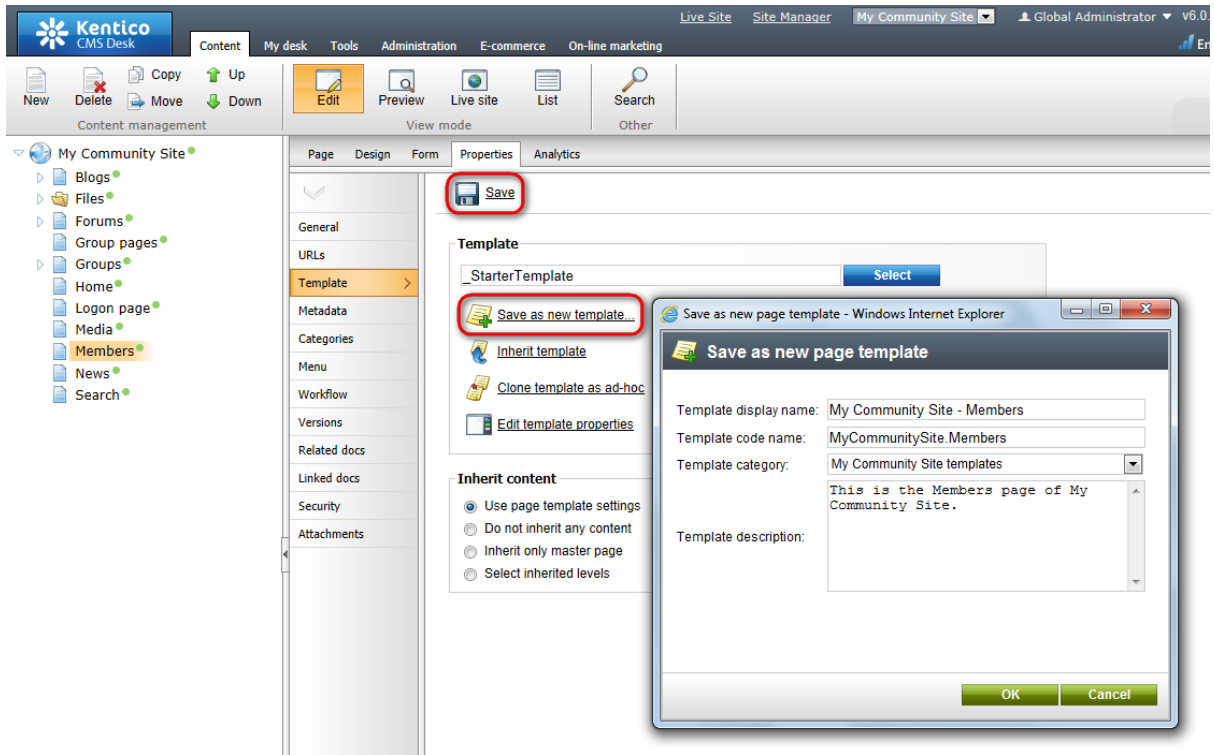 Kentico
CMS Desk
Live Site Site Manager My Community Site Global Administrator v6.0.
Content My desk Tools Administration E-commerce On-line marketing
En
New Delete Copy Move Up Down
Content management
Edit Preview Live site List
View mode
Search
Other
My Community Site
Blogs
Files
Forums
Group pages
Groups
Home
Logon page
Media
Members
News
Search
Page Design Form Properties Analytics
General
URLs
Template >
Metadata
Categories
Menu
Workflow
Versions
Related docs
Linked docs
Security
Attachments
Save
Template
_StarterTemplate Select
Save as new template...
Inherit template
Clone template as ad-hoc
Edit template properties
Inherit content
Use page template settings
Do not inherit any content
Inherit only master page
Select inherited levels
Save as new page template - Windows Internet Explorer
Save as new page template
Template display name: My Community Site - Members
Template code name: MyCommunitySite.Members
Template category: My Community Site templates
Template description: This is the Members page of My
Community Site.
OK Cancel